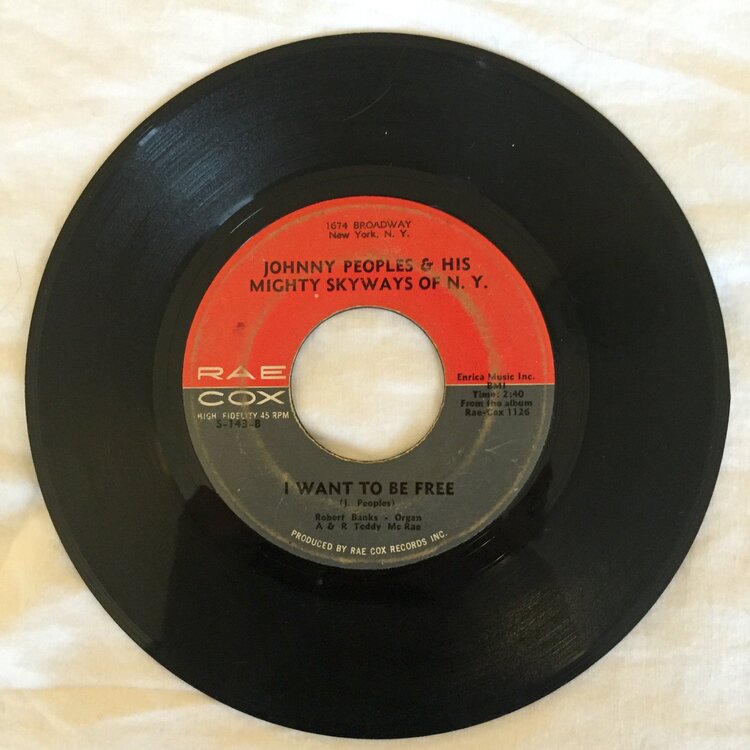 1674 BROADWAY
New York, N. Y.
JOHNNY PEOPLES & HIS
MIGHTY SKYWAYS OF N. Y.
RAE
COX
HIGH FIDELITY 45 RPM
S-143-B
Enrica Music Inc.
BMI
Time: 2:40
From the album
Rae-Cox 1126
I WANT TO BE FREE
(J. Peoples)
Robert Banks - Organ
A & R Teddy Mc Rae
PRODUCED BY RAE COX RECORDS INC.